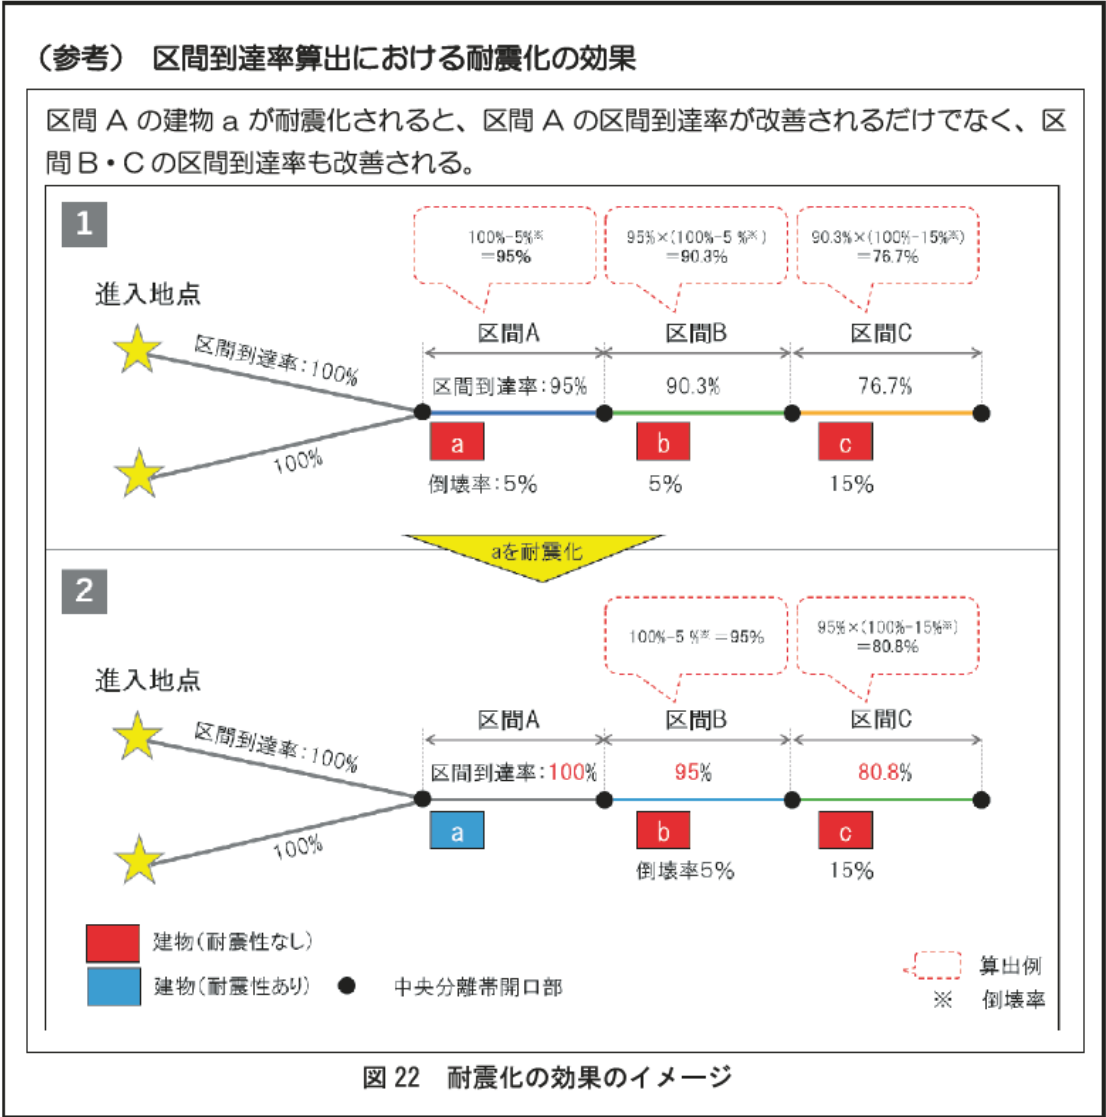 （参考） 区間到達率算出における耐震化の効果
区間 A の建物 a が耐震化されると、区間 A の区間到達率が改善されるだけでなく、区
間 B・C の区間到達率も改善される。
1
100%-5%※
=95%
95%×(100%-5 %※ )
=90.3%
90.3%×(100%-15%※)
=76.7%
進入地点
区間A
区間B
区間C
区間到達率:100%
区間到達率:95%
90.3%
76.7%
100%
a
b
c
倒壊率:5%
5%
15%
aを耐震化
2
100%-5 %※ =95%
95%×(100%-15%※)
=80.8%
進入地点
区間A
区間B
区間C
区間到達率:100%
区間到達率:100%
95%
80.8%
100%
a
b
c
倒壊率5%
15%
建物(耐震性なし)
建物(耐震性あり)
中央分離帯開口部
算出例
※ 倒壊率
図 22 耐震化の効果のイメージ